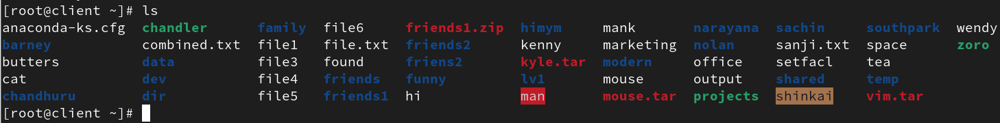 [root@client ~]# ls
anaconda-ks.cfg chandler family file6 friends1.zip himym mank narayana sachin southpark wendy
barney combined.txt file1 file.txt friends2 kenny marketing nolan sanji.txt space zoro
butters data file3 found friens2 kyle.tar modern office setfacl tea
cat dev file4 friends funny lv1 mouse output shared temp
chandhuru dir file5 friends1 hi man mouse.tar projects shinkai vim.tar
[root@client ~]#